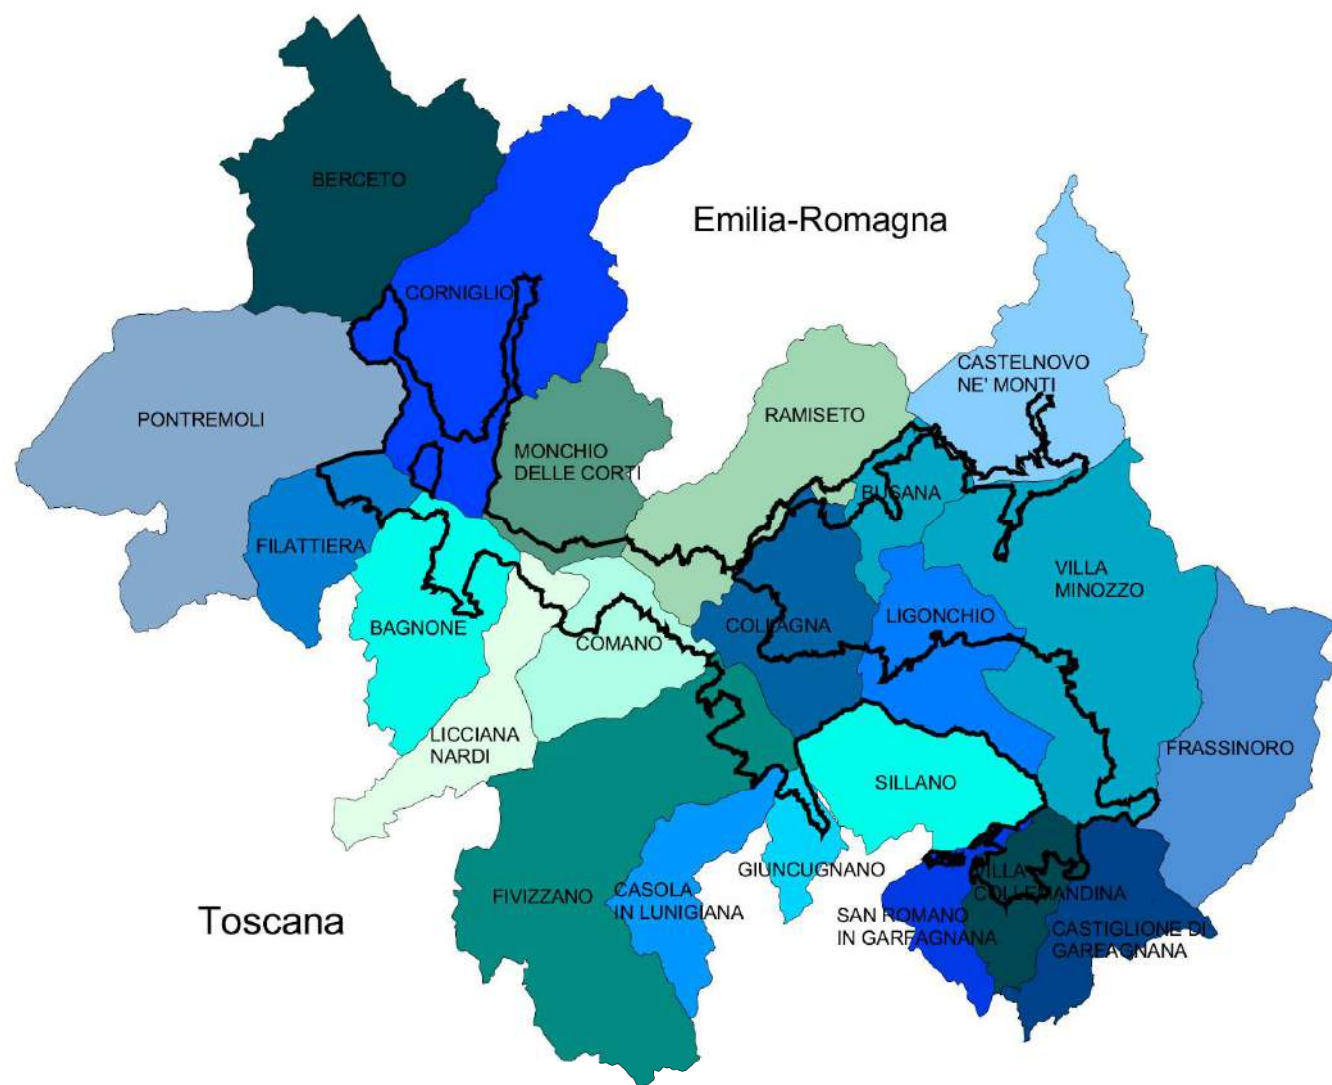 BERCETO
Emilia-Romagna
CORNIGLIO
CASTELNOVO
NE' MONTI
PONTREMOLI
RAMISETO
MONCHIO
DELLE CORTI
BUSANA
FILATTIERA
VILLA
MINOZZO
BAGNONE
COMANO
COLLAGNA
LIGONCHIO
LICCIANA
NARDI
FRASSINORO
SILLANO
GIUNCUGNANO
VILLA
COLLEMANDINA
FIVIZZANO
CASOLA
IN LUNIGIANA
SAN ROMANO
IN GARFAGNANA
CASTIGLIONE DI
GARFAGNANA
Toscana